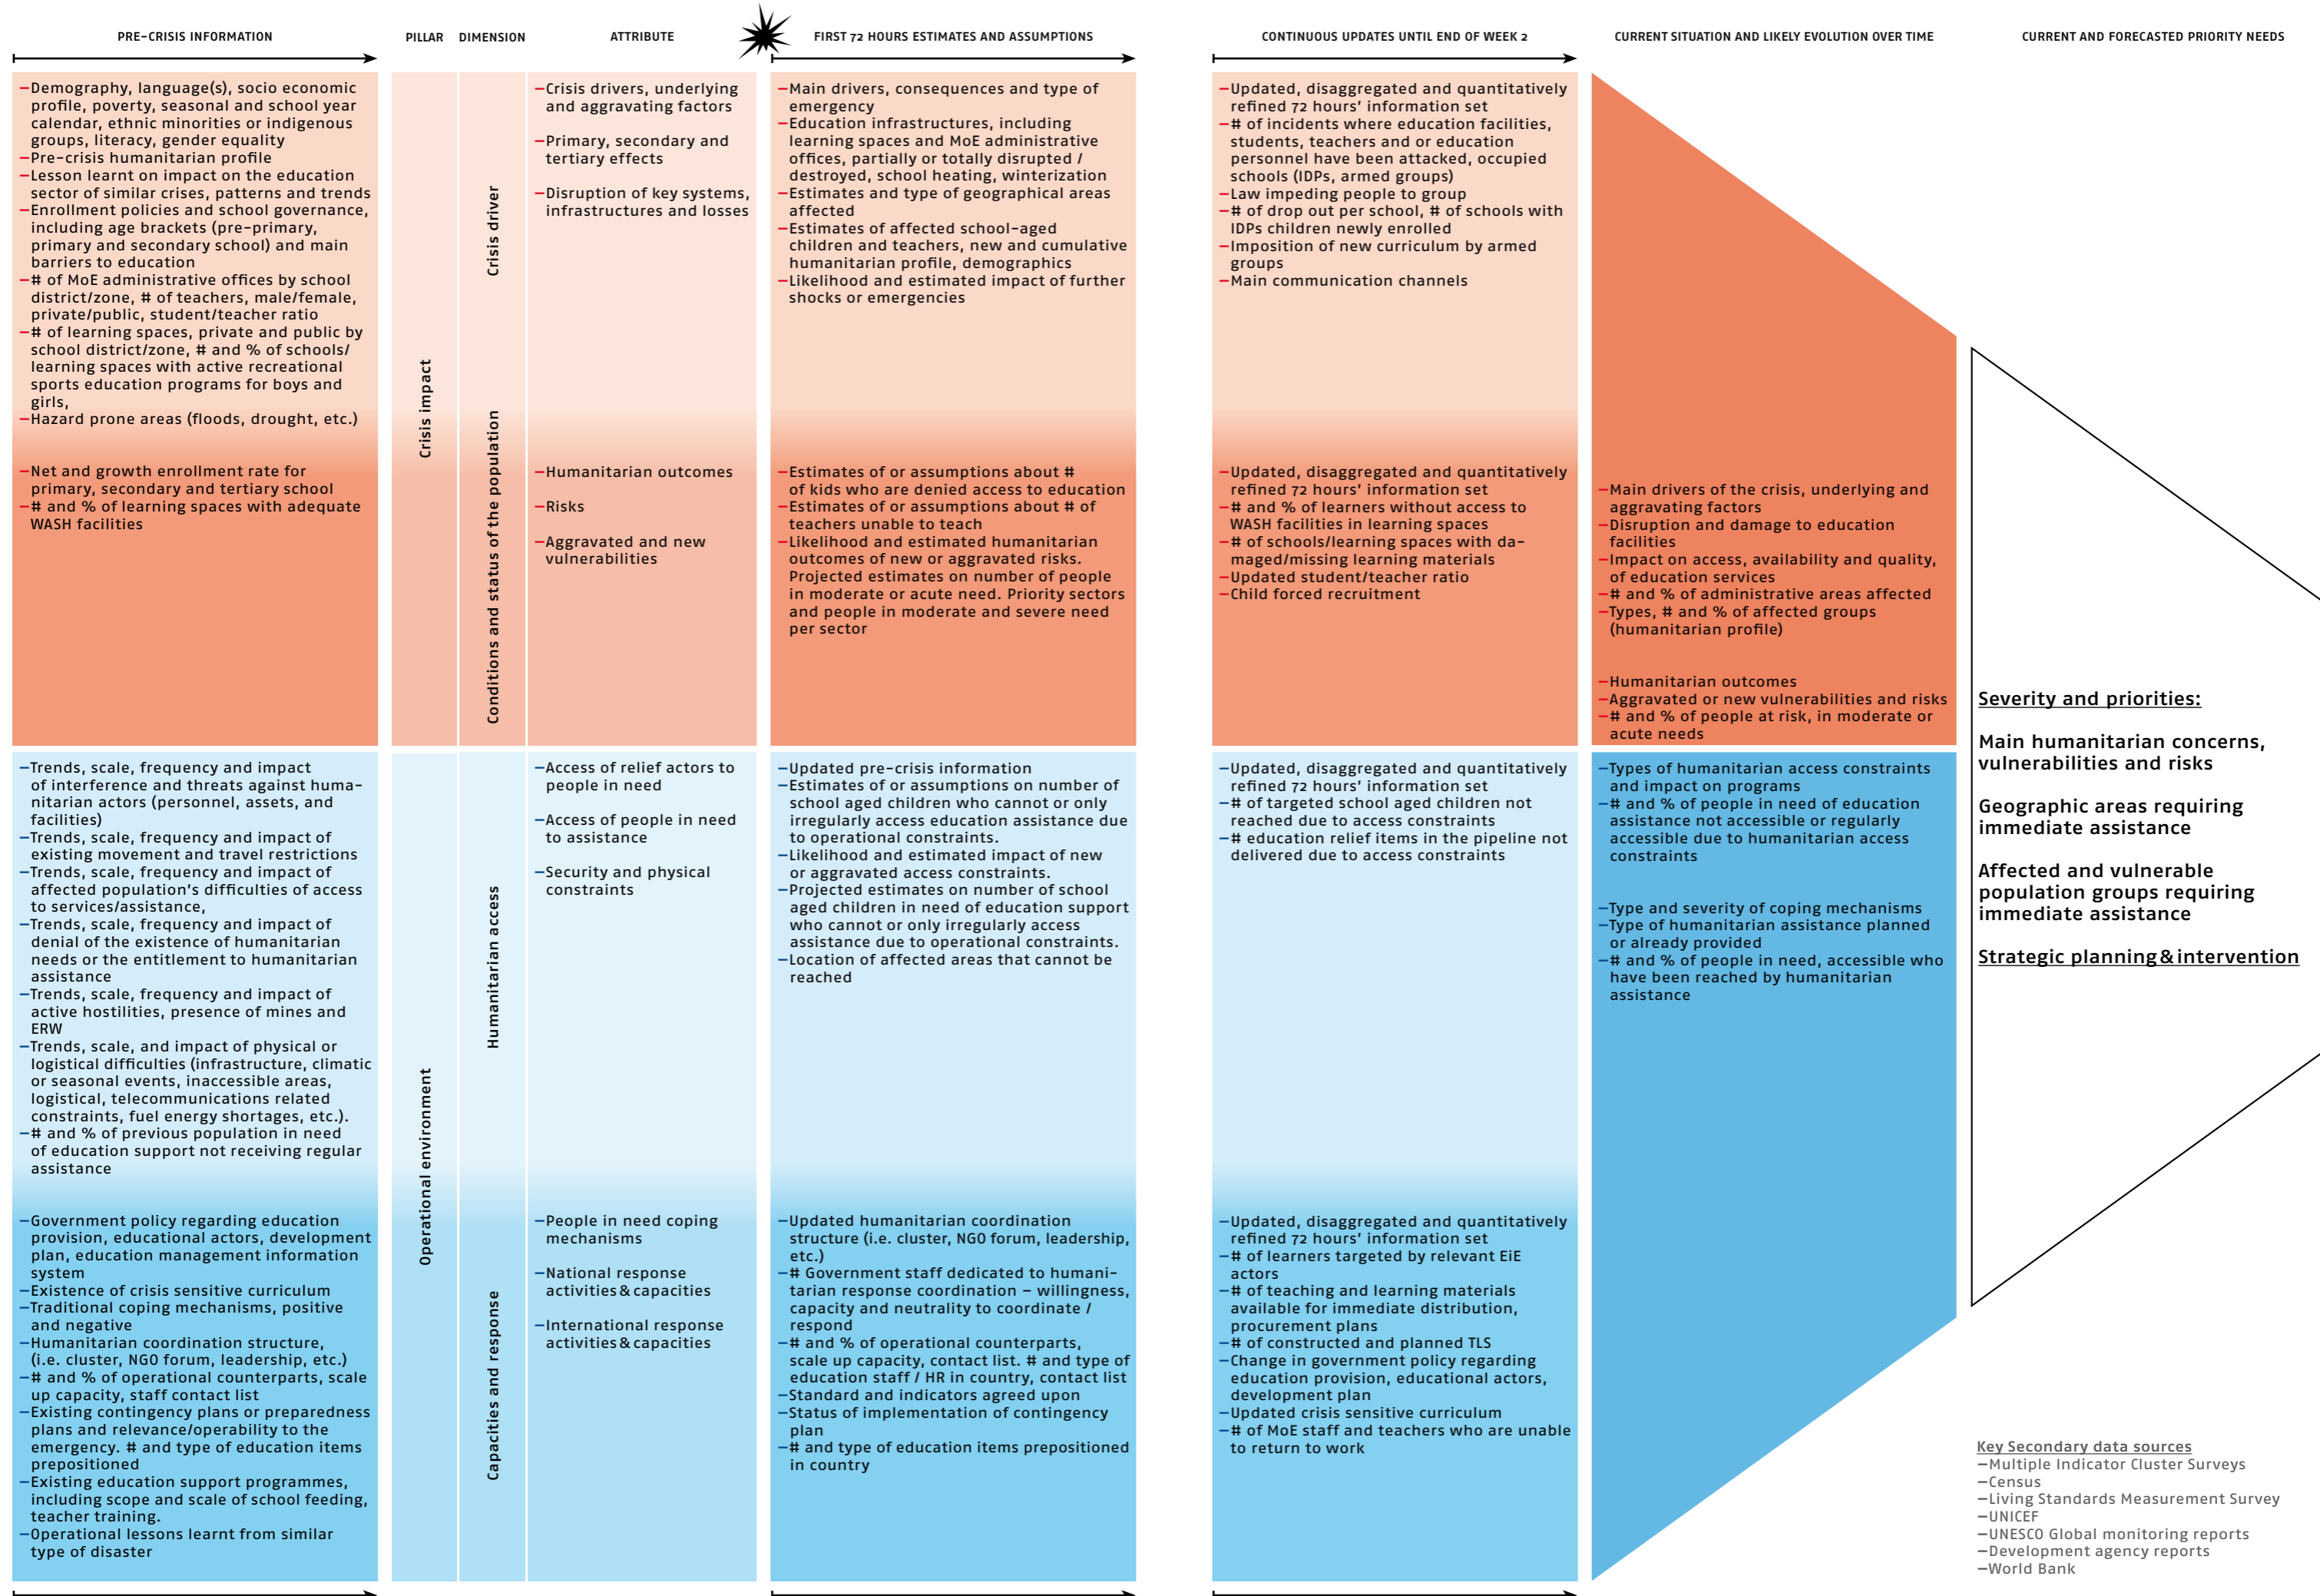 PRE-CRISIS INFORMATION
PILLAR
DIMENSION
ATTRIBUTE
FIRST 72 HOURS ESTIMATES AND ASSUMPTIONS
CONTINUOUS UPDATES UNTIL END OF WEEK 2
CURRENT SITUATION AND LIKELY EVOLUTION OVER TIME
CURRENT AND FORECASTED PRIORITY NEEDS
–Demography, language(s), socio economic
profile, poverty, seasonal and school year
calendar, ethnic minorities or indigenous
groups, literacy, gender equality
–Pre-crisis humanitarian profile
–Lesson learnt on impact on the education
sector of similar crises, patterns and trends
–Enrollment policies and school governance,
including age brackets (pre-primary,
primary and secondary school) and main
barriers to education
–# of MoE administrative offices by school
district/zone, # of teachers, male/female,
private/public, student/teacher ratio
–# of learning spaces, private and public by
school district/zone, # and % of schools/
learning spaces with active recreational
sports education programs for boys and
girls,
–Hazard prone areas (floods, drought, etc.)
–Net and growth enrollment rate for
primary, secondary and tertiary school
–# and % of learning spaces with adequate
WASH facilities
Crisis impact
Crisis driver
Conditions and status of the population
–Crisis drivers, underlying
and aggravating factors
–Primary, secondary and
tertiary effects
–Disruption of key systems,
infrastructures and losses
–Humanitarian outcomes
–Risks
–Aggravated and new
vulnerabilities
–Main drivers, consequences and type of
emergency
–Education infrastructures, including
learning spaces and MoE administrative
offices, partially or totally disrupted /
destroyed, school heating, winterization
–Estimates and type of geographical areas
affected
–Estimates of affected school-aged
children and teachers, new and cumulative
humanitarian profile, demographics
–Likelihood and estimated impact of further
shocks or emergencies
–Estimates of or assumptions about #
of kids who are denied access to education
–Estimates of or assumptions about # of
teachers unable to teach
–Likelihood and estimated humanitarian
outcomes of new or aggravated risks.
Projected estimates on number of people
in moderate or acute need. Priority sectors
and people in moderate and severe need
per sector
–Updated, disaggregated and quantitatively
refined 72 hours' information set
–# of incidents where education facilities,
students, teachers and or education
personnel have been attacked, occupied
schools (IDPs, armed groups)
–Law impeding people to group
–# of drop out per school, # of schools with
IDPs children newly enrolled
–Imposition of new curriculum by armed
groups
–Main communication channels
–Updated, disaggregated and quantitatively
refined 72 hours' information set
–# and % of learners without access to
WASH facilities in learning spaces
–# of schools/learning spaces with da-
maged/missing learning materials
–Updated student/teacher ratio
–Child forced recruitment
–Main drivers of the crisis, underlying and
aggravating factors
–Disruption and damage to education
facilities
–Impact on access, availability and quality,
of education services
–# and % of administrative areas affected
–Types, # and % of affected groups
(humanitarian profile)
–Humanitarian outcomes
–Aggravated or new vulnerabilities and risks
–# and % of people at risk, in moderate or
acute needs
–Trends, scale, frequency and impact
of interference and threats against huma-
nitarian actors (personnel, assets, and
facilities)
–Trends, scale, frequency and impact of
existing movement and travel restrictions
–Trends, scale, frequency and impact of
affected population's difficulties of access
to services/assistance,
–Trends, scale, frequency and impact of
denial of the existence of humanitarian
needs or the entitlement to humanitarian
assistance
–Trends, scale, frequency and impact of
active hostilities, presence of mines and
ERW
–Trends, scale, and impact of physical or
logistical difficulties (infrastructure, climatic
or seasonal events, inaccessible areas,
logistical, telecommunications related
constraints, fuel energy shortages, etc.).
–# and % of previous population in need
of education support not receiving regular
assistance
–Government policy regarding education
provision, educational actors, development
plan, education management information
system
–Existence of crisis sensitive curriculum
–Traditional coping mechanisms, positive
and negative
–Humanitarian coordination structure,
(i.e. cluster, NGO forum, leadership, etc.)
–# and % of operational counterparts, scale
up capacity, staff contact list
–Existing contingency plans or preparedness
plans and relevance/operability to the
emergency. # and type of education items
prepositioned
–Existing education support programmes,
including scope and scale of school feeding,
teacher training.
–Operational lessons learnt from similar
type of disaster
Operational environment
Humanitarian access
Capacities and response
–Access of relief actors to
people in need
–Access of people in need
to assistance
–Security and physical
constraints
–People in need coping
mechanisms
–National response
activities & capacities
–International response
activities & capacities
–Updated pre-crisis information
–Estimates of or assumptions on number of
school aged children who cannot or only
irregularly access education assistance due
to operational constraints.
–Likelihood and estimated impact of new
or aggravated access constraints.
–Projected estimates on number of school
aged children in need of education support
who cannot or only irregularly access
assistance due to operational constraints.
–Location of affected areas that cannot be
reached
–Updated humanitarian coordination
structure (i.e. cluster, NGO forum, leadership,
etc.)
–# Government staff dedicated to humani-
tarian response coordination – willingness,
capacity and neutrality to coordinate /
respond
–# and % of operational counterparts,
scale up capacity, contact list. # and type of
education staff / HR in country, contact list
–Standard and indicators agreed upon
–Status of implementation of contingency
plan
–# and type of education items prepositioned
in country
–Updated, disaggregated and quantitatively
refined 72 hours' information set
–# of targeted school aged children not
reached due to access constraints
–# education relief items in the pipeline not
delivered due to access constraints
–Updated, disaggregated and quantitatively
refined 72 hours' information set
–# of learners targeted by relevant EiE
actors
–# of teaching and learning materials
available for immediate distribution,
procurement plans
–# of constructed and planned TLS
–Change in government policy regarding
education provision, educational actors,
development plan
–Updated crisis sensitive curriculum
–# of MoE staff and teachers who are unable
to return to work
–Types of humanitarian access constraints
and impact on programs
–# and % of people in need of education
assistance not accessible or regularly
accessible due to humanitarian access
constraints
–Type and severity of coping mechanisms
–Type of humanitarian assistance planned
or already provided
–# and % of people in need, accessible who
have been reached by humanitarian
assistance
Severity and priorities:
Main humanitarian concerns,
vulnerabilities and risks
Geographic areas requiring
immediate assistance
Affected and vulnerable
population groups requiring
immediate assistance
Strategic planning & intervention
Key Secondary data sources
–Multiple Indicator Cluster Surveys
–Census
–Living Standards Measurement Survey
–UNICEF
–UNESCO Global monitoring reports
–Development agency reports
–World Bank